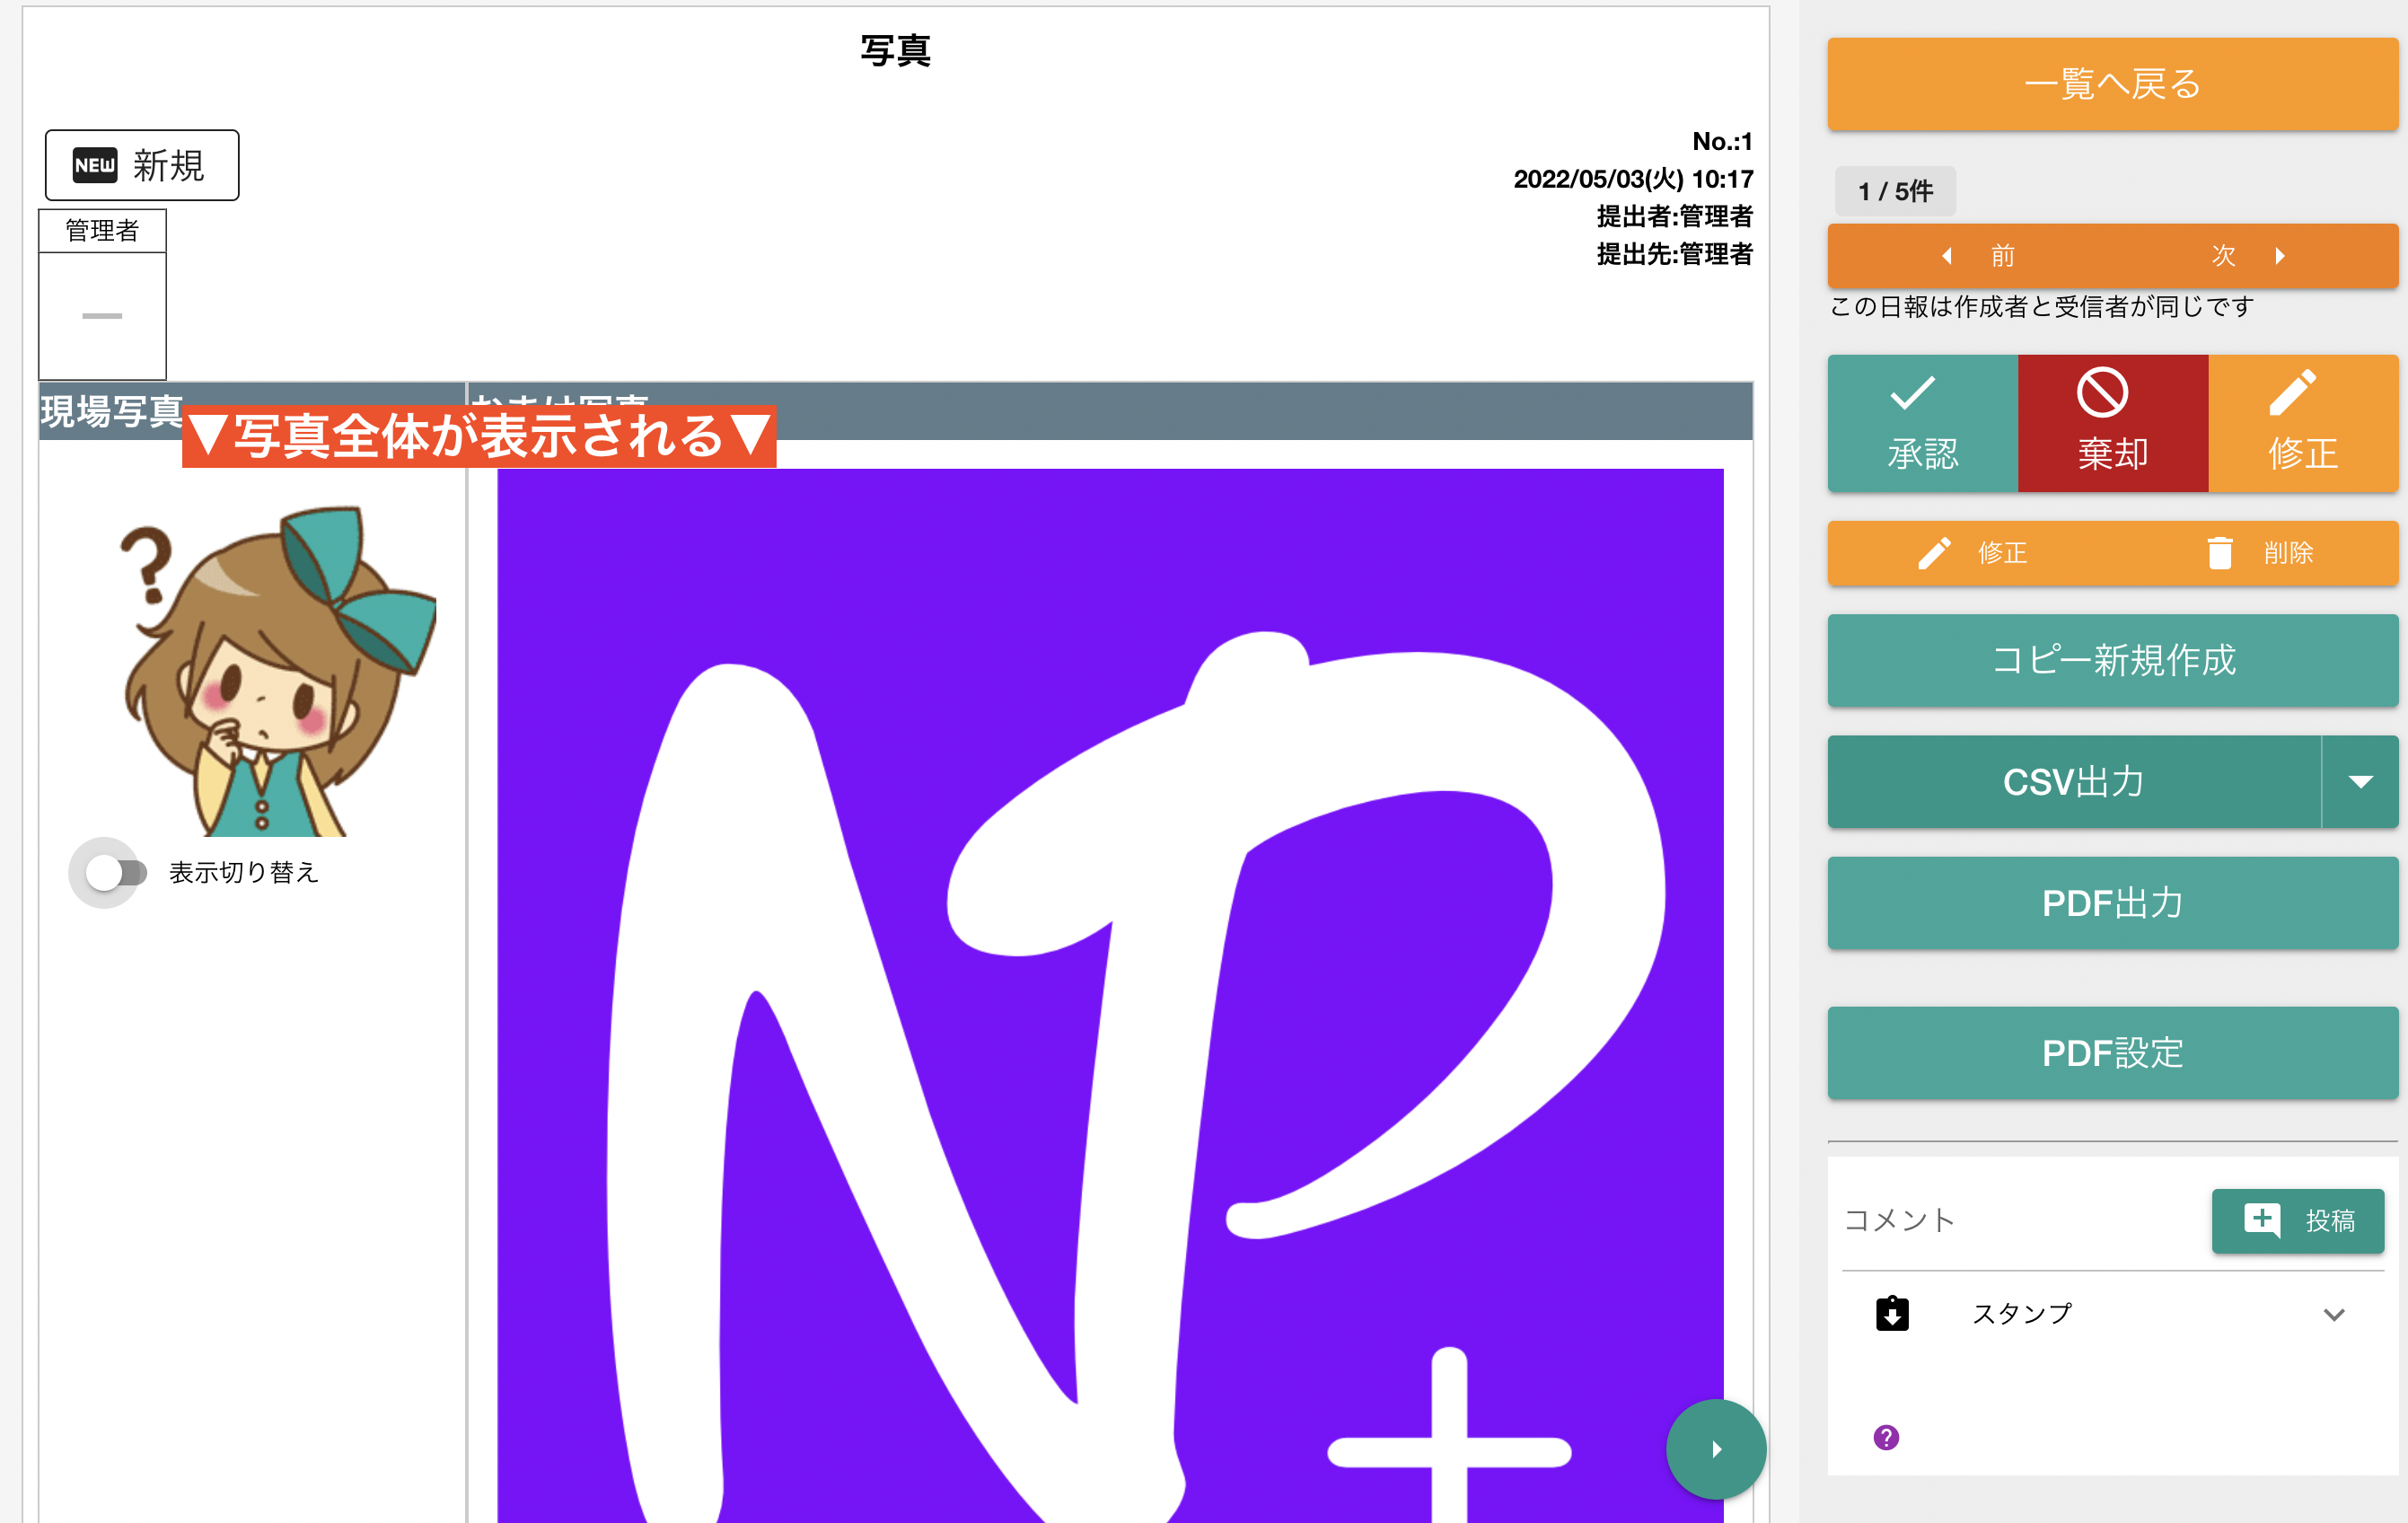 写真
NEW 新規
No.:1
2022/05/03(火) 10:17
提出者:管理者
提出先:管理者
管理者
現場写真
おまけ写真
▼写真全体が表示される▼
?
表示切り替え
NP+
一覧へ戻る
1 / 5件
前
次
この日報は作成者と受信者が同じです
承認
棄却
修正
修正
削除
コピー新規作成
CSV出力
PDF出力
PDF設定
コメント
投稿
スタンプ
?